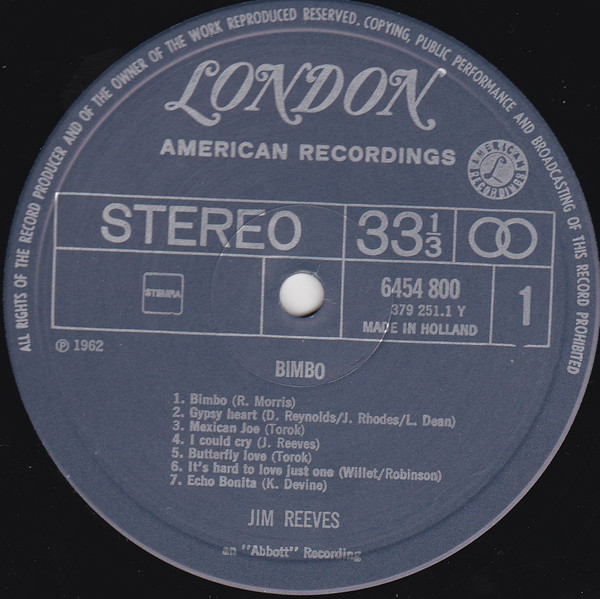 ALL RIGHTS OF THE RECORD PRODUCER AND OF THE OWNER OF THE WORK REPRODUCED RESERVED. COPYING, PUBLIC PERFORMANCE AND BROADCASTING OF THIS RECORD PROHIBITED
LONDON
AMERICAN RECORDINGS
AMERICAN L RECORDINGS
STEREO
33 1/3
STEMRA
6454 800
379 251.1 Y
MADE IN HOLLAND
1
℗ 1962
BIMBO
1. Bimbo (R. Morris)
2. Gypsy heart (D. Reynolds/J. Rhodes/L. Dean)
3. Mexican Joe (Torok)
4. I could cry (J. Reeves)
5. Butterfly love (Torok)
6. It's hard to love just one (Willet/Robinson)
7. Echo Bonita (K. Devine)
JIM REEVES
an "Abbott" Recording